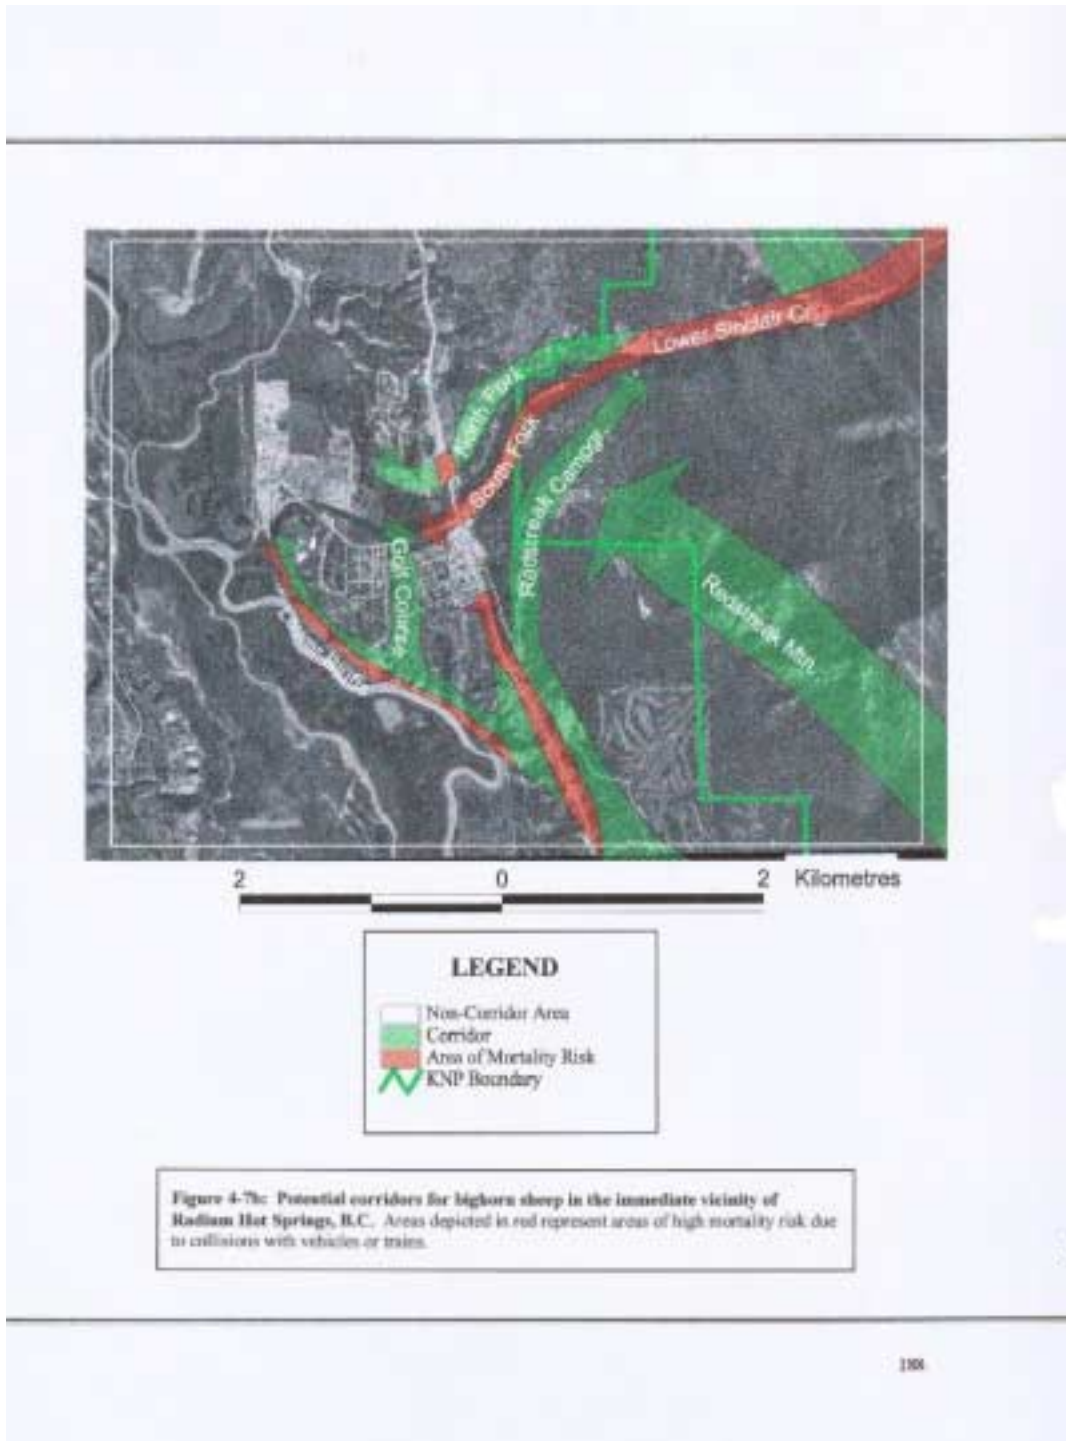 Lower Sinclair Cr.
North Fork
South Fork
Redstreak Campgr.
Golf Course
Redstreak Mtn.
2 0 2 Kilometres
LEGEND
Non-Corridor Area
Corridor
Area of Mortality Risk
KNP Boundary
Figure 4-7b: Potential corridors for bighorn sheep in the immediate vicinity of
Radium Hot Springs, B.C. Areas depicted in red represent areas of high mortality risk due
to collisions with vehicles or trains.
188